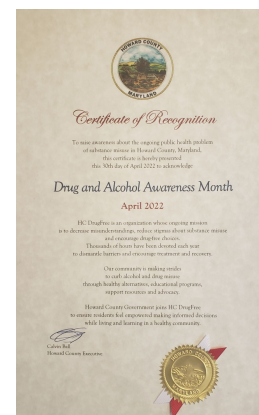 HOWARD COUNTY
MARYLAND
Certificate of Recognition
To raise awareness about the ongoing public health problem
of substance misuse in Howard County, Maryland,
this certificate is hereby presented
this 30th day of April 2022 to acknowledge
Drug and Alcohol Awareness Month
April 2022
HC DrugFree is an organization whose ongoing mission
is to decrease misunderstandings, reduce stigmas about substance misuse
and encourage drug-free choices.
Thousands of hours have been devoted each year
to dismantle barriers and encourage treatment and recovery.
Our community is making strides
to curb alcohol and drug misuse
through healthy alternatives, educational programs,
support resources and advocacy.
Howard County Government joins HC DrugFree
to ensure residents feel empowered making informed decisions
while living and learning in a healthy community.
Calvin Ball
Howard County Executive
HOWARD COUNTY
MARYLAND